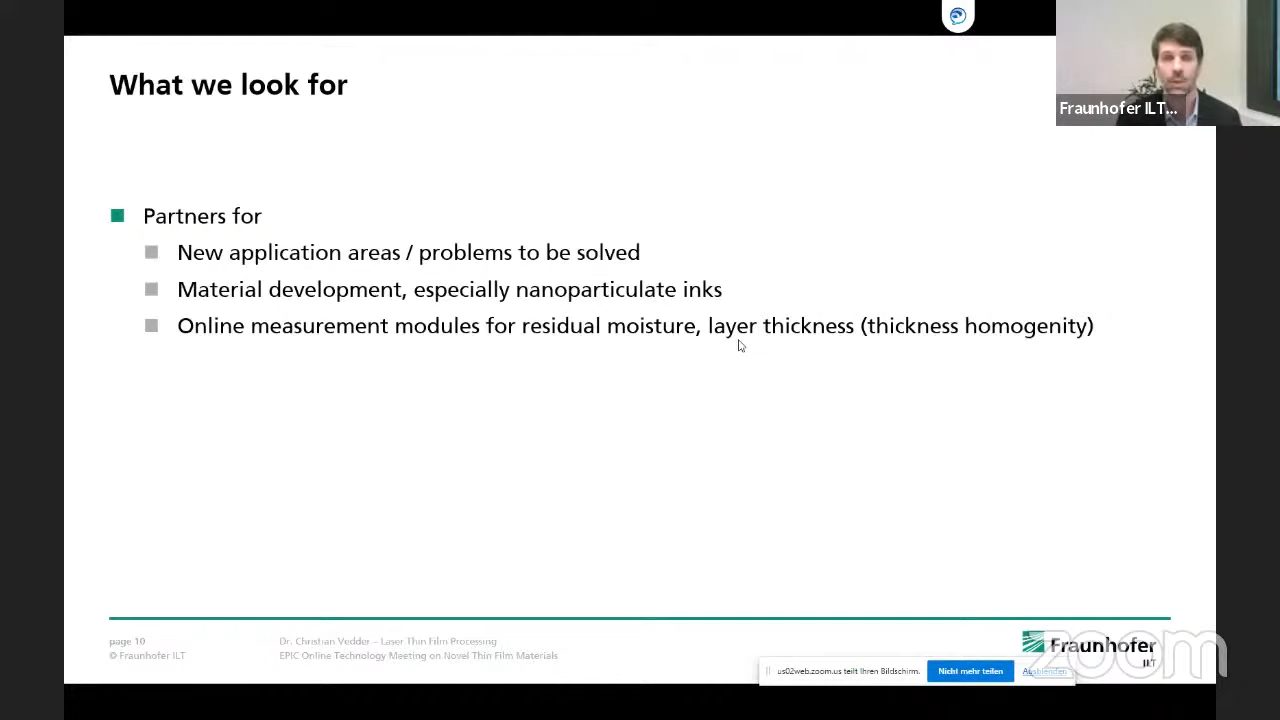 What we look for
Fraunhofer ILT...
Partners for
New application areas / problems to be solved
Material development, especially nanoparticulate inks
Online measurement modules for residual moisture, layer thickness (thickness homogenity)
page 10
Dr. Christian Vedder – Laser Thin Film Processing
© Fraunhofer ILT
EPIC Online Technology Meeting on Novel Thin Film Materials
Fraunhofer
ILT
zoom
us02web.zoom.us teilt Ihren Bildschirm.
Nicht mehr teilen
Ausblenden